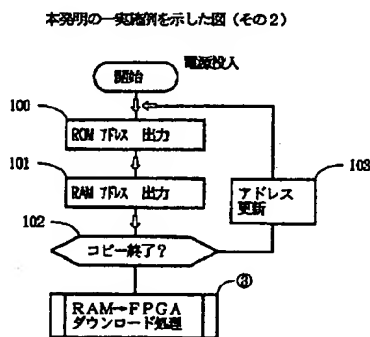 本発明の一実施例を示した図（その２）
電源投入
開始
100
ROM アドレス 出力
101
RAM アドレス 出力
103
アドレス
更新
102
コピー終了？
③
ＲＡＭ→ＦＰＧＡ
ダウンロード処理